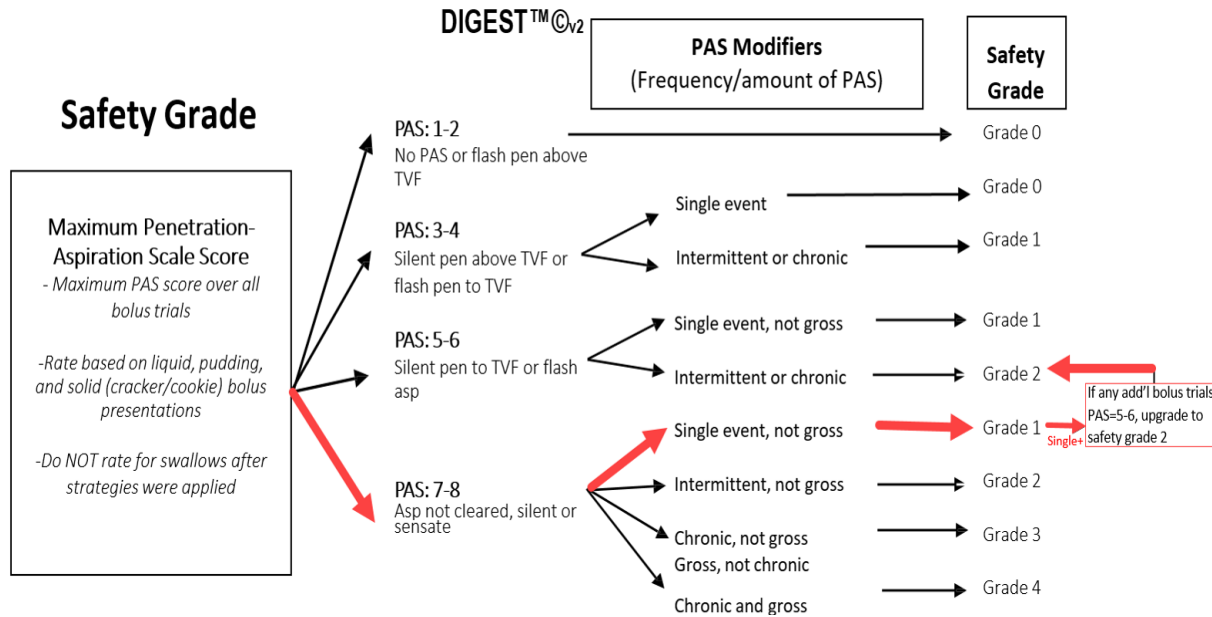 DIGEST™©v2
Safety Grade
Maximum Penetration-
Aspiration Scale Score
- Maximum PAS score over all
bolus trials
-Rate based on liquid, pudding,
and solid (cracker/cookie) bolus
presentations
-Do NOT rate for swallows after
strategies were applied
PAS: 1-2
No PAS or flash pen above
TVF
PAS: 3-4
Silent pen above TVF or
flash pen to TVF
PAS: 5-6
Silent pen to TVF or flash
asp
PAS: 7-8
Asp not cleared, silent or
sensate
PAS Modifiers
(Frequency/amount of PAS)
Single event
Intermittent or chronic
Single event, not gross
Intermittent or chronic
Single event, not gross
Intermittent, not gross
Chronic, not gross
Gross, not chronic
Chronic and gross
Safety
Grade
Grade 0
Grade 0
Grade 1
Grade 1
Grade 2
Grade 1
Single+
Grade 2
Grade 3
Grade 4
If any add'l bolus trials
PAS=5-6, upgrade to
safety grade 2